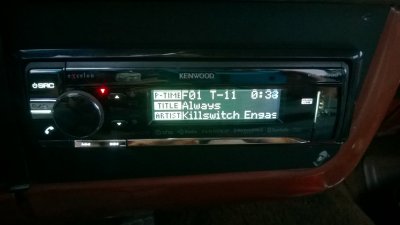 eXcelon
KENWOOD
SRC
P-TIME F01 T-11 0:38
TITLE Always
ARTIST Killswitch Engag